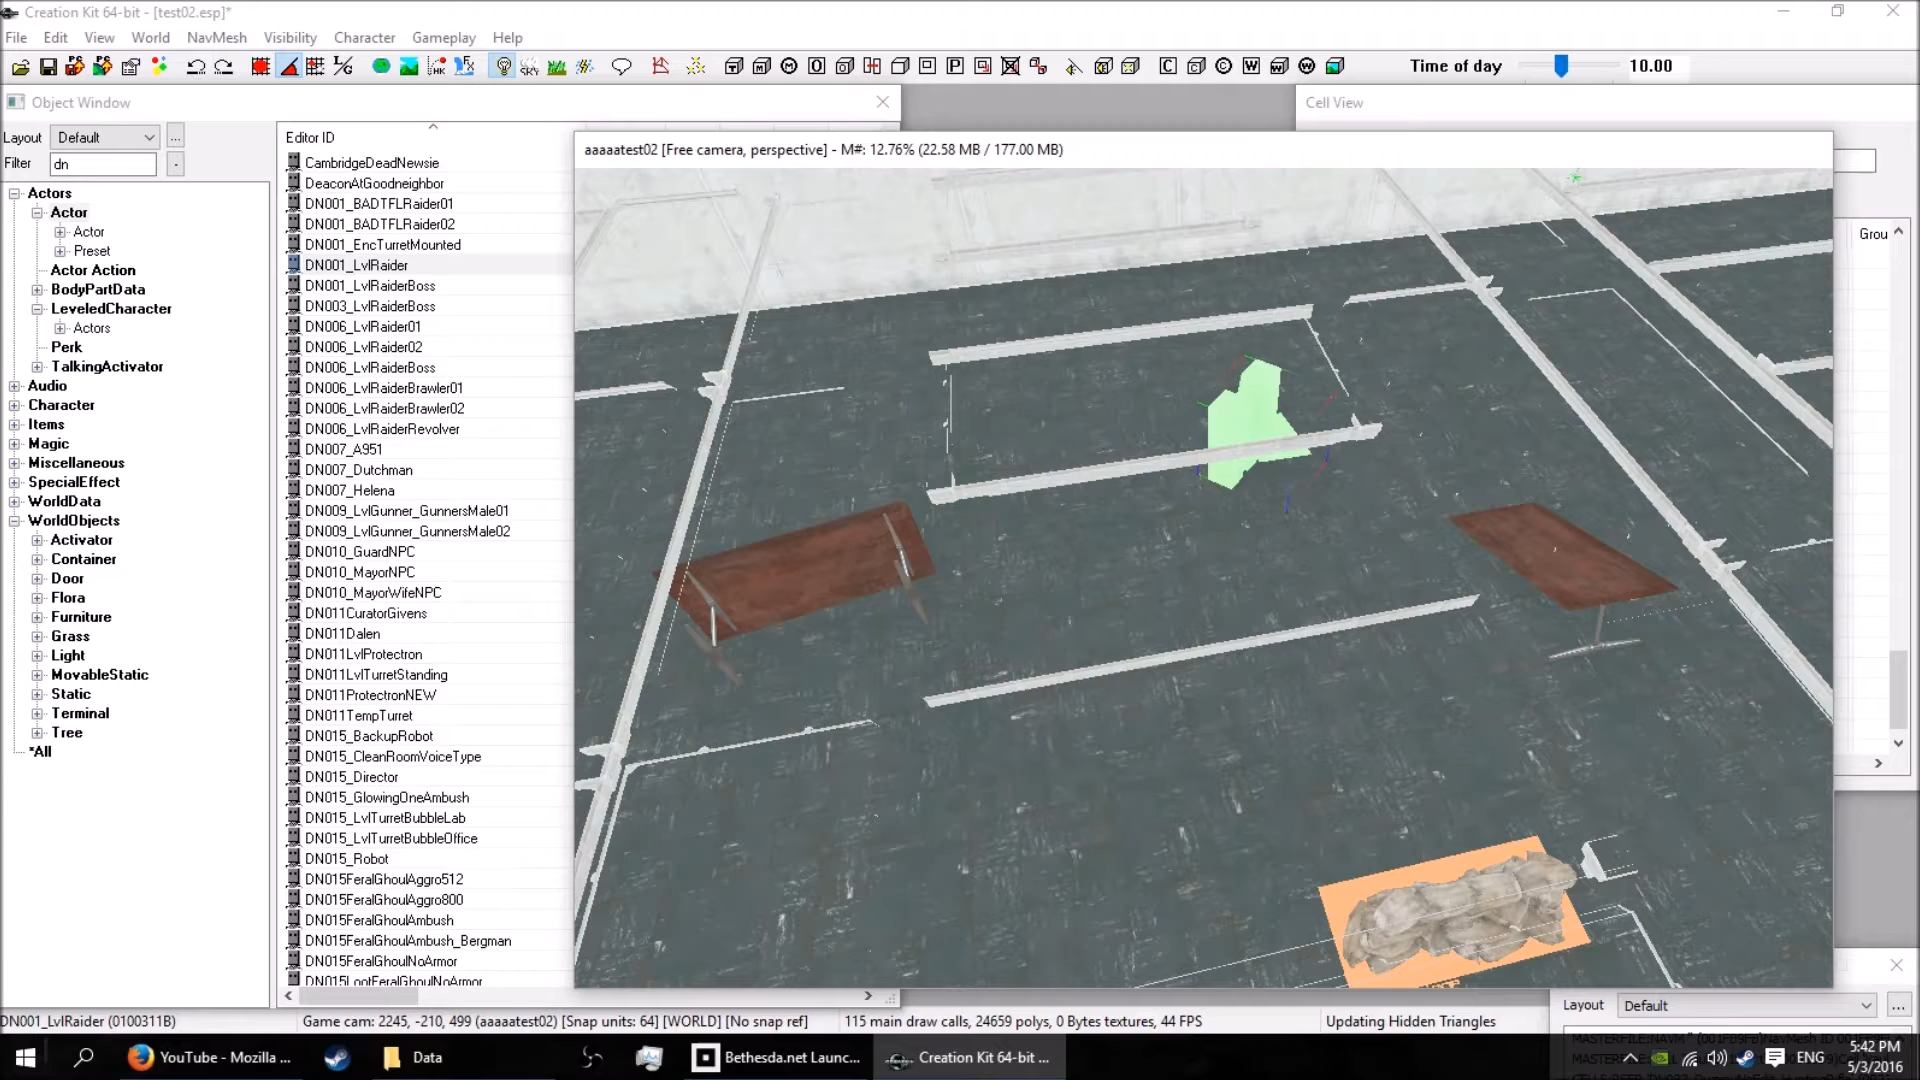 Creation Kit 64-bit - [test02.esp]*
File Edit View World NavMesh Visibility Character Gameplay Help
Time of day 10.00
Object Window
Layout Default ...
Filter dn
Actors
Actor
Actor
Preset
Actor Action
BodyPartData
LeveledCharacter
Actors
Perk
TalkingActivator
Audio
Character
Items
Magic
Miscellaneous
SpecialEffect
WorldData
WorldObjects
Activator
Container
Door
Flora
Furniture
Grass
Light
MovableStatic
Static
Terminal
Tree
*All
Editor ID
CambridgeDeadNewsie
DeaconAtGoodneighbor
DN001_BADTFLRaider01
DN001_BADTFLRaider02
DN001_EncTurretMounted
DN001_LvlRaider
DN001_LvlRaiderBoss
DN003_LvlRaiderBoss
DN006_LvlRaider01
DN006_LvlRaider02
DN006_LvlRaiderBoss
DN006_LvlRaiderBrawler01
DN006_LvlRaiderBrawler02
DN006_LvlRaiderRevolver
DN007_A951
DN007_Dutchman
DN007_Helena
DN009_LvlGunner_GunnersMale01
DN009_LvlGunner_GunnersMale02
DN010_GuardNPC
DN010_MayorNPC
DN010_MayorWifeNPC
DN011CuratorGivens
DN011Dalen
DN011LvlProtectron
DN011LvlTurretStanding
DN011ProtectronNEW
DN011TempTurret
DN015_BackupRobot
DN015_CleanRoomVoiceType
DN015_Director
DN015_GlowingOneAmbush
DN015_LvlTurretBubbleLab
DN015_LvlTurretBubbleOffice
DN015_Robot
DN015FeralGhoulAggro512
DN015FeralGhoulAggro800
DN015FeralGhoulAmbush
DN015FeralGhoulAmbush_Bergman
DN015FeralGhoulNoArmor
DN015LootFeralGhoulNoArmor
aaaaatest02 [Free camera, perspective] - M#: 12.76% (22.58 MB / 177.00 MB)
Cell View
Grou
Layout Default ...
DN001_LvlRaider (0100311B)
Game cam: 2245, -210, 499 (aaaaatest02) [Snap units: 64] [WORLD] [No snap ref]
115 main draw calls, 24659 polys, 0 Bytes textures, 44 FPS
Updating Hidden Triangles
YouTube - Mozilla ...
Data
Bethesda.net Launc...
Creation Kit 64-bit ...
ENG
5:42 PM
5/3/2016